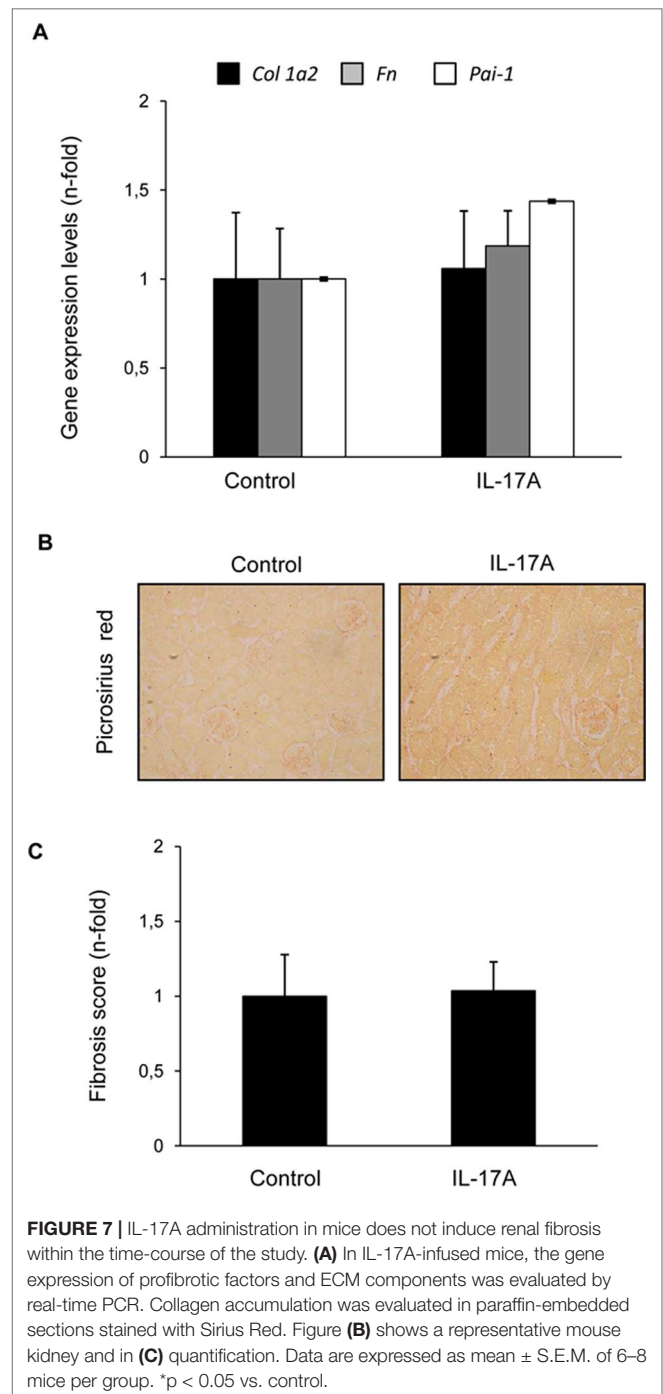 A
Col 1a2 Fn Pai-1
2
1,5
1
0,5
0
Gene expression levels (n-fold)
Control IL-17A
B
Control IL-17A
Picrosirius red
C
2
1,5
1
0,5
0
Fibrosis score (n-fold)
Control IL-17A
FIGURE 7 | IL-17A administration in mice does not induce renal fibrosis
within the time-course of the study. (A) In IL-17A-infused mice, the gene
expression of profibrotic factors and ECM components was evaluated by
real-time PCR. Collagen accumulation was evaluated in paraffin-embedded
sections stained with Sirius Red. Figure (B) shows a representative mouse
kidney and in (C) quantification. Data are expressed as mean ± S.E.M. of 6–8
mice per group. *p < 0.05 vs. control.